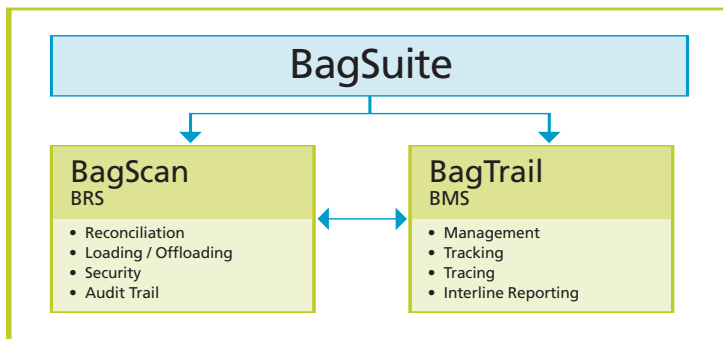 BagSuite
BagScan
BRS
• Reconciliation
• Loading / Offloading
• Security
• Audit Trail
BagTrail
BMS
• Management
• Tracking
• Tracing
• Interline Reporting